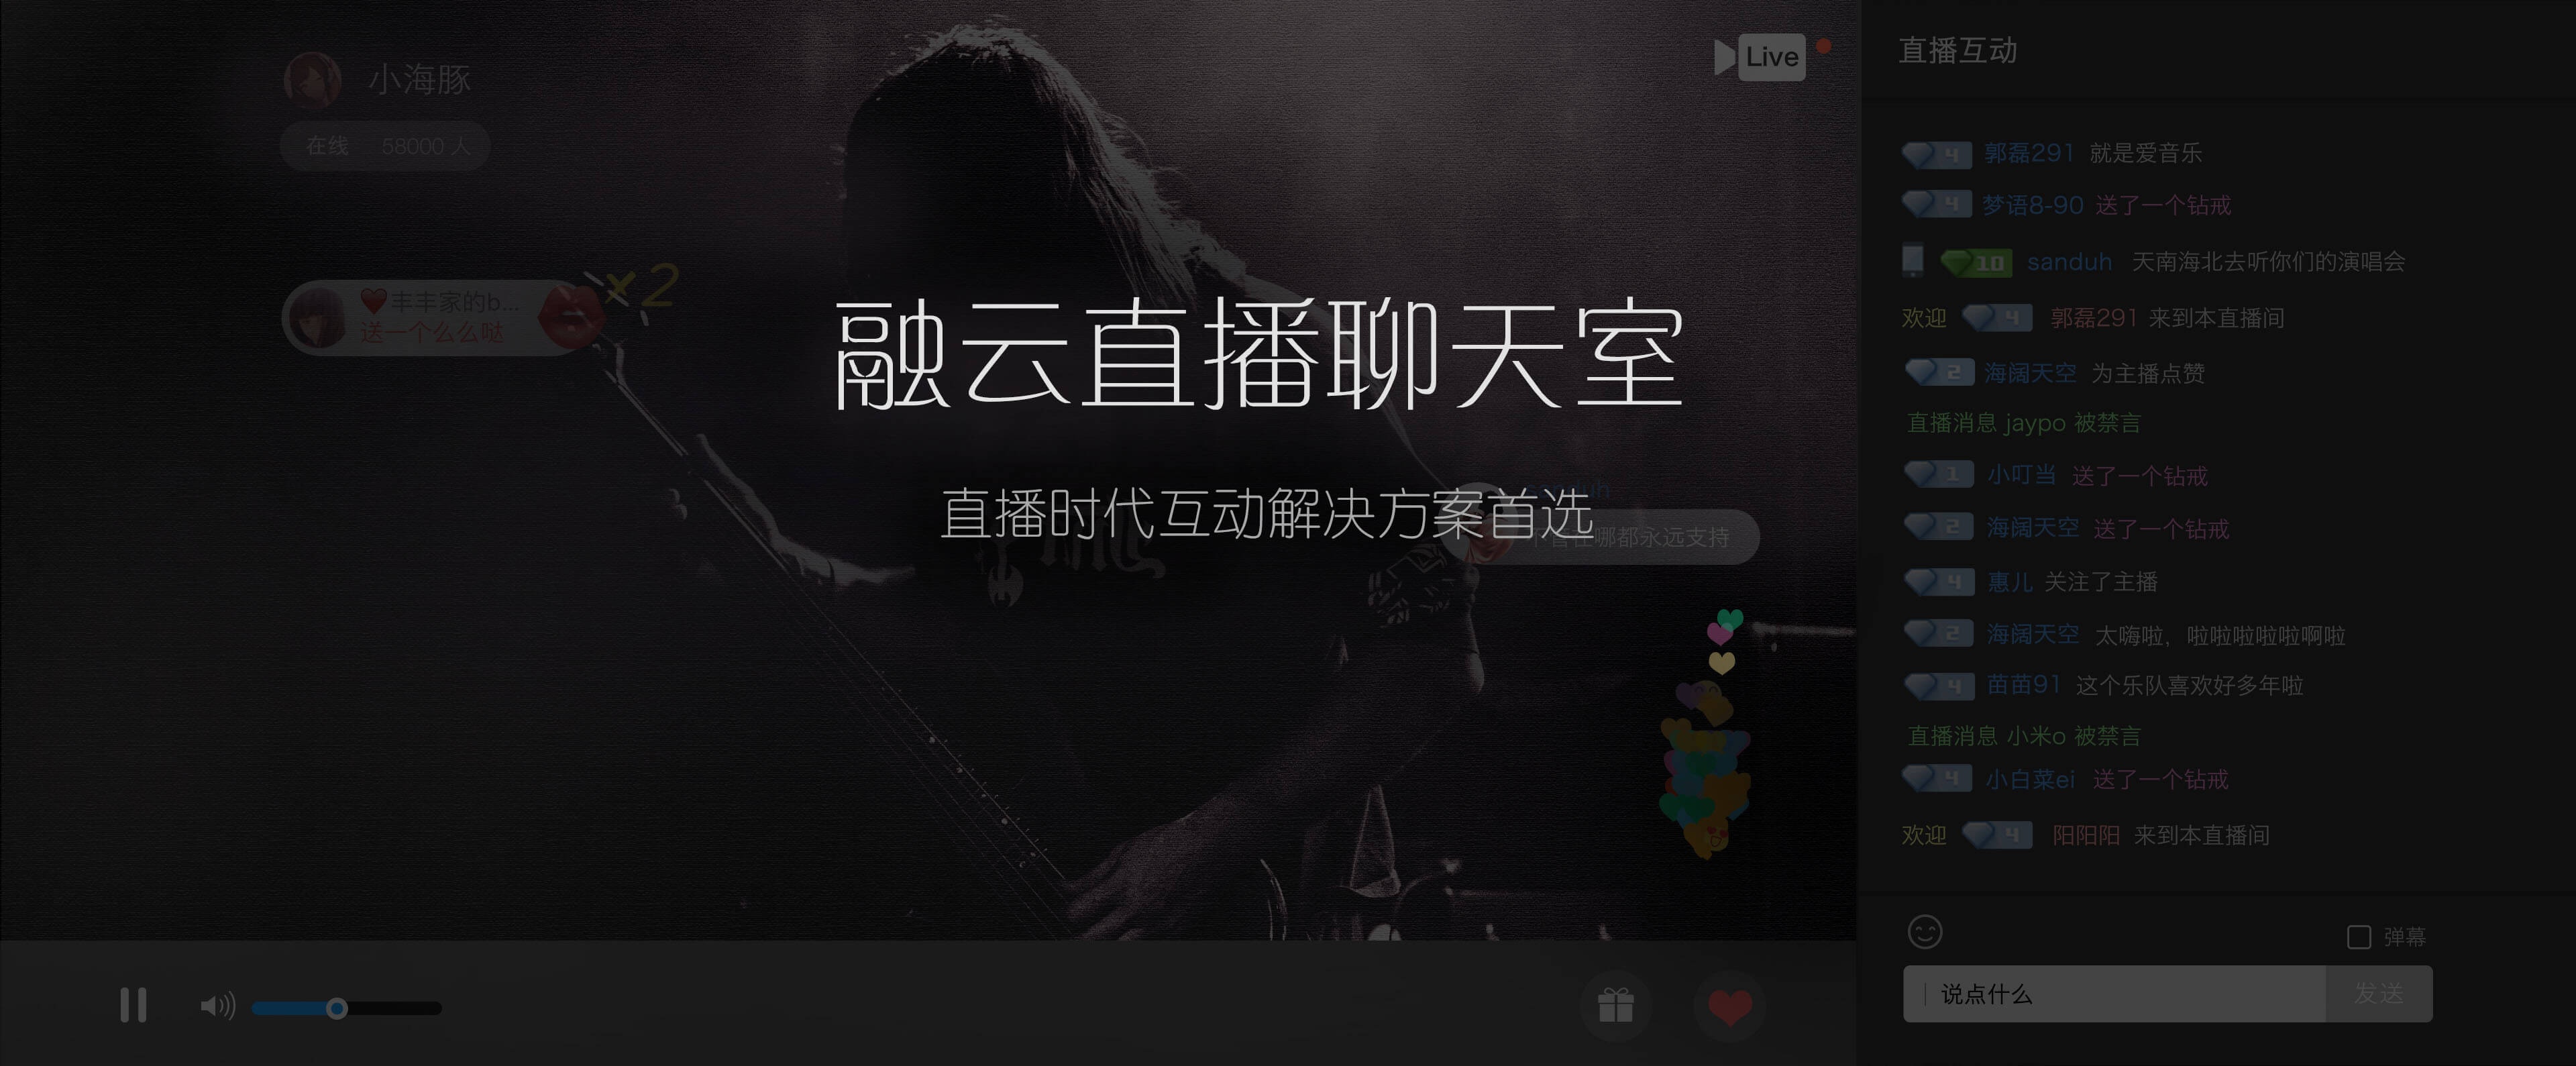 小海豚
在线 58000 人
Live
♥丰丰家的b...
送一个么么哒
×2
融云直播聊天室
直播时代互动解决方案首选
sanduh
不管在哪都永远支持
直播互动
4 郭磊291 就是爱音乐
4 梦语8-90 送了一个钻戒
10 sanduh 天南海北去听你们的演唱会
欢迎 4 郭磊291 来到本直播间
2 海阔天空 为主播点赞
直播消息 jaypo 被禁言
1 小叮当 送了一个钻戒
2 海阔天空 送了一个钻戒
4 惠儿 关注了主播
2 海阔天空 太嗨啦，啦啦啦啦啦啊啦
4 苗苗91 这个乐队喜欢好多年啦
直播消息 小米o 被禁言
4 小白菜ei 送了一个钻戒
欢迎 4 阳阳阳 来到本直播间
弹幕
说点什么
发送